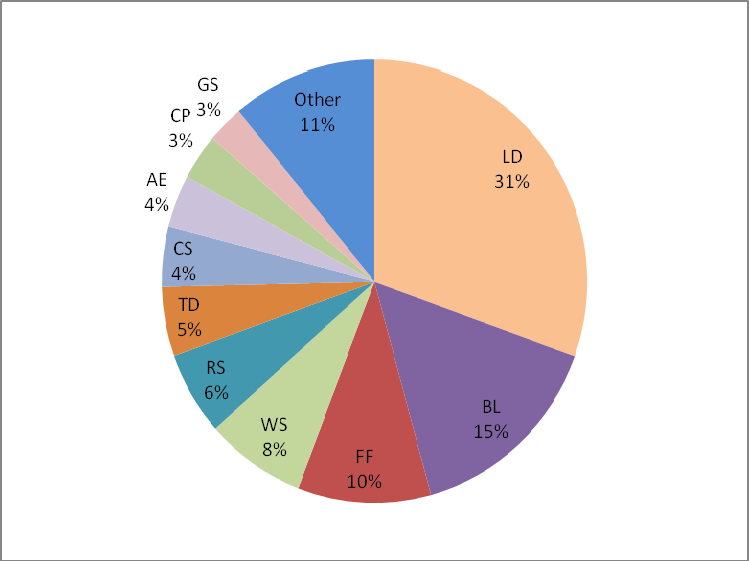 LD
31%
BL
15%
FF
10%
WS
8%
RS
6%
TD
5%
CS
4%
AE
4%
CP
3%
GS
3%
Other
11%